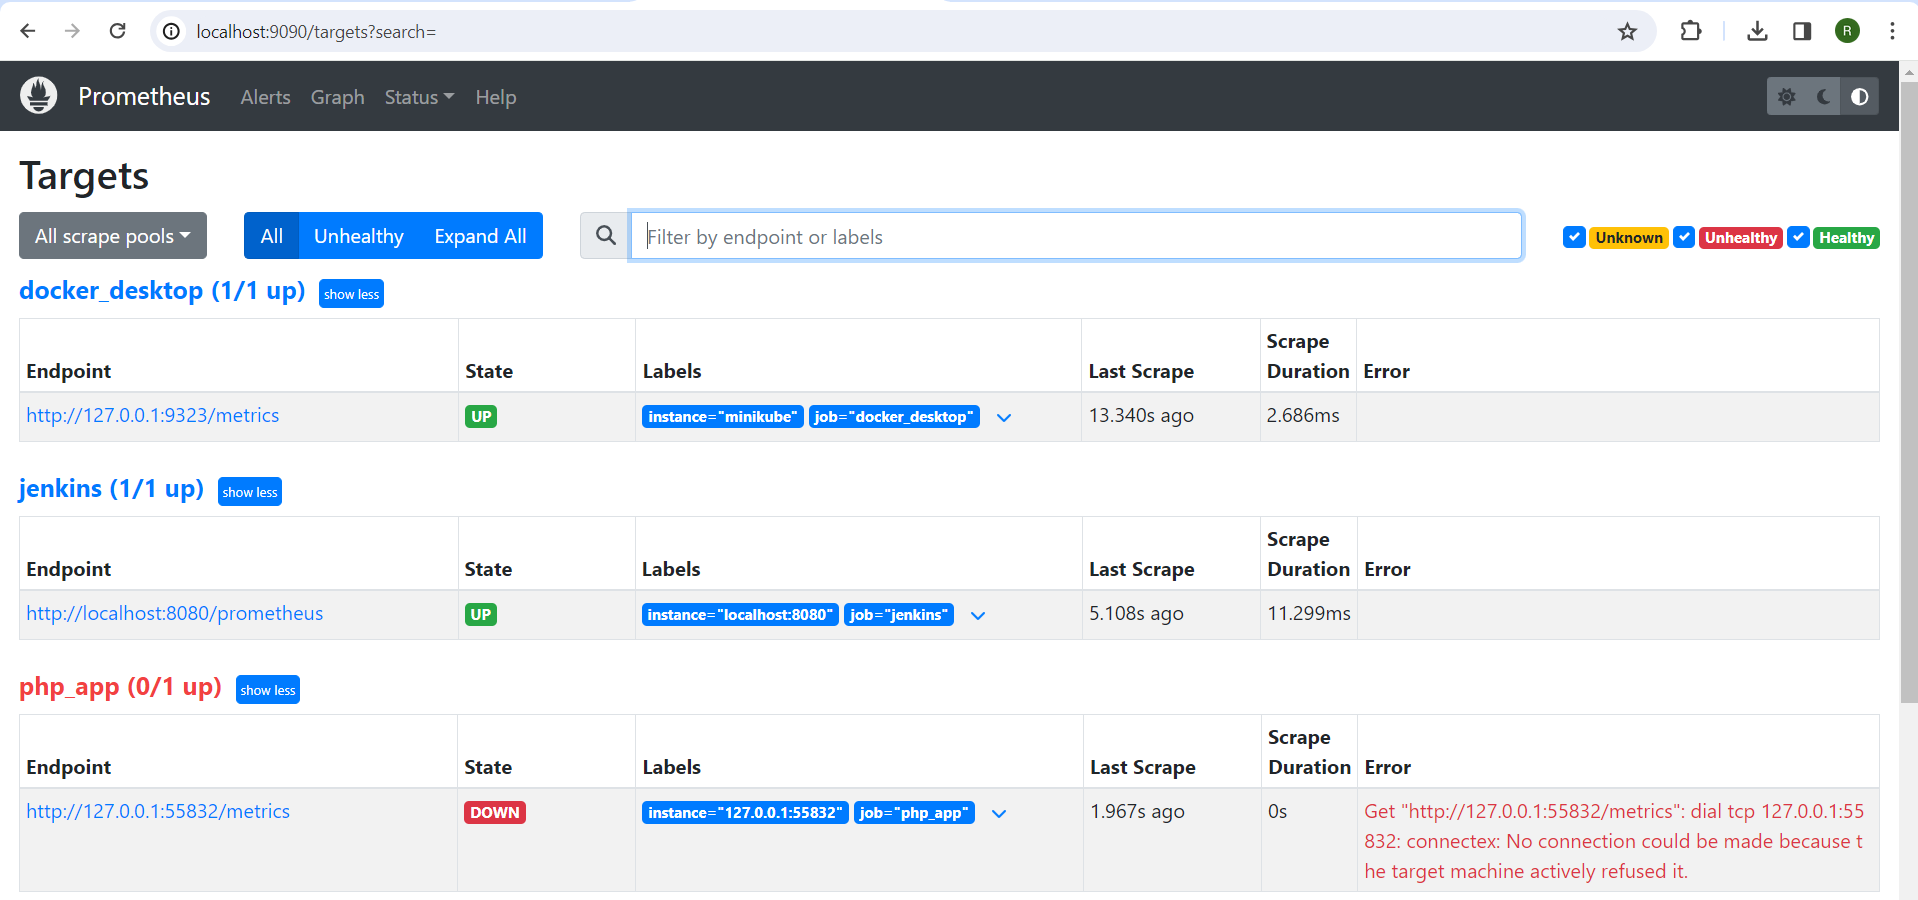 localhost:9090/targets?search=
R
Prometheus Alerts Graph Status Help
Targets
All scrape pools All Unhealthy Expand All Filter by endpoint or labels Unknown Unhealthy Healthy
docker_desktop (1/1 up) show less
Endpoint State Labels Last Scrape Scrape Duration Error
http://127.0.0.1:9323/metrics UP instance="minikube" job="docker_desktop" 13.340s ago 2.686ms
jenkins (1/1 up) show less
Endpoint State Labels Last Scrape Scrape Duration Error
http://localhost:8080/prometheus UP instance="localhost:8080" job="jenkins" 5.108s ago 11.299ms
php_app (0/1 up) show less
Endpoint State Labels Last Scrape Scrape Duration Error
http://127.0.0.1:55832/metrics DOWN instance="127.0.0.1:55832" job="php_app" 1.967s ago 0s Get "http://127.0.0.1:55832/metrics": dial tcp 127.0.0.1:55
832: connectex: No connection could be made because t
he target machine actively refused it.